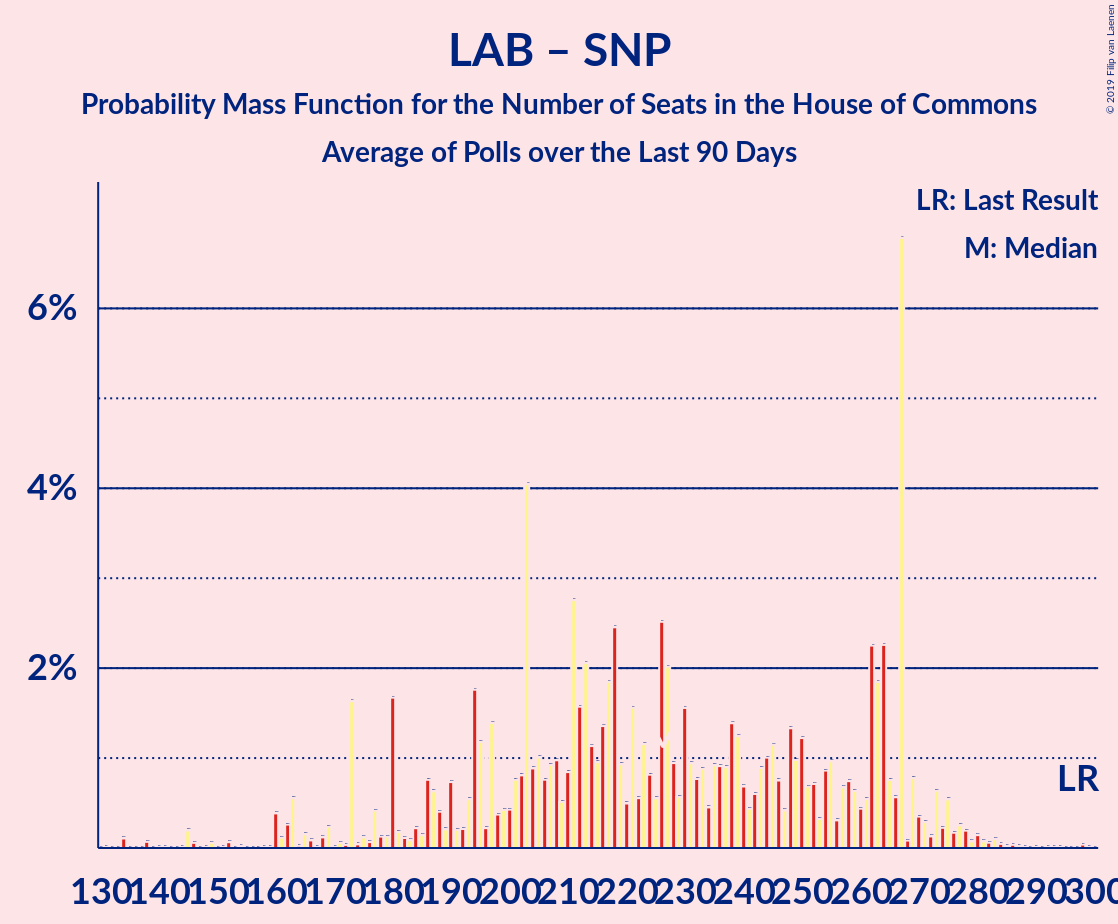 LAB – SNP
Probability Mass Function for the Number of Seats in the House of Commons
Average of Polls over the Last 90 Days
© 2019 Filip van Laenen
LR: Last Result
M: Median
6%
4%
2%
LR
130 140 150 160 170 180 190 200 210 220 230 240 250 260 270 280 290 300